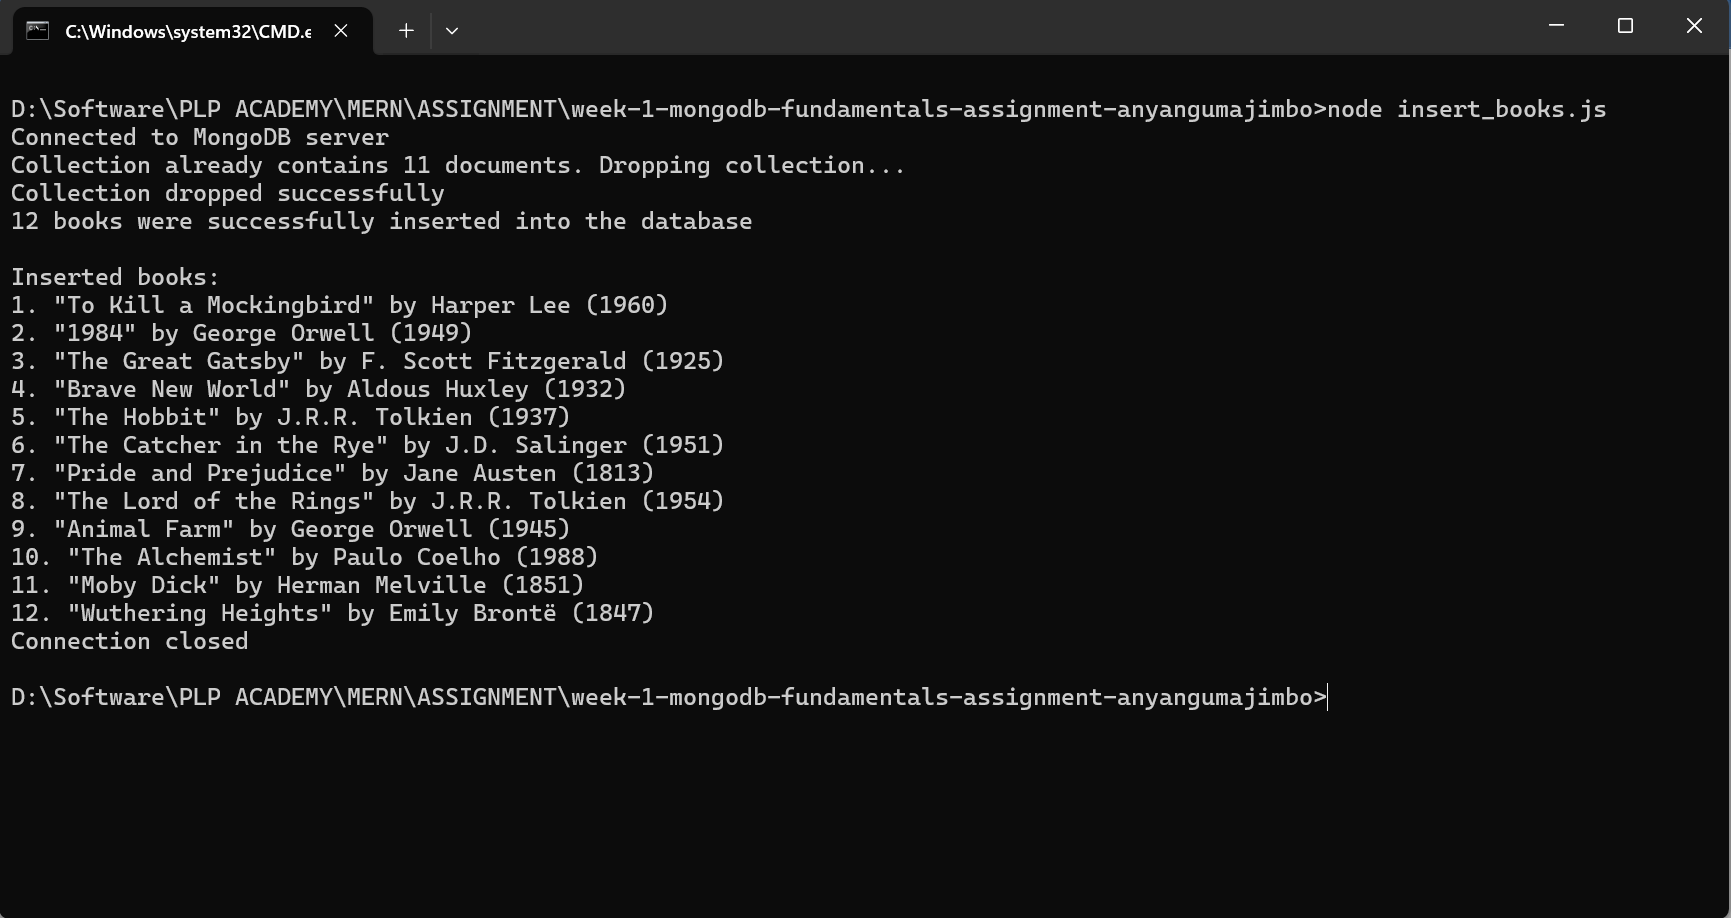 C:\Windows\system32\CMD.e
D:\Software\PLP ACADEMY\MERN\ASSIGNMENT\week-1-mongodb-fundamentals-assignment-anyangumajimbo>node insert_books.js
Connected to MongoDB server
Collection already contains 11 documents. Dropping collection...
Collection dropped successfully
12 books were successfully inserted into the database
Inserted books:
1. "To Kill a Mockingbird" by Harper Lee (1960)
2. "1984" by George Orwell (1949)
3. "The Great Gatsby" by F. Scott Fitzgerald (1925)
4. "Brave New World" by Aldous Huxley (1932)
5. "The Hobbit" by J.R.R. Tolkien (1937)
6. "The Catcher in the Rye" by J.D. Salinger (1951)
7. "Pride and Prejudice" by Jane Austen (1813)
8. "The Lord of the Rings" by J.R.R. Tolkien (1954)
9. "Animal Farm" by George Orwell (1945)
10. "The Alchemist" by Paulo Coelho (1988)
11. "Moby Dick" by Herman Melville (1851)
12. "Wuthering Heights" by Emily Brontë (1847)
Connection closed
D:\Software\PLP ACADEMY\MERN\ASSIGNMENT\week-1-mongodb-fundamentals-assignment-anyangumajimbo>